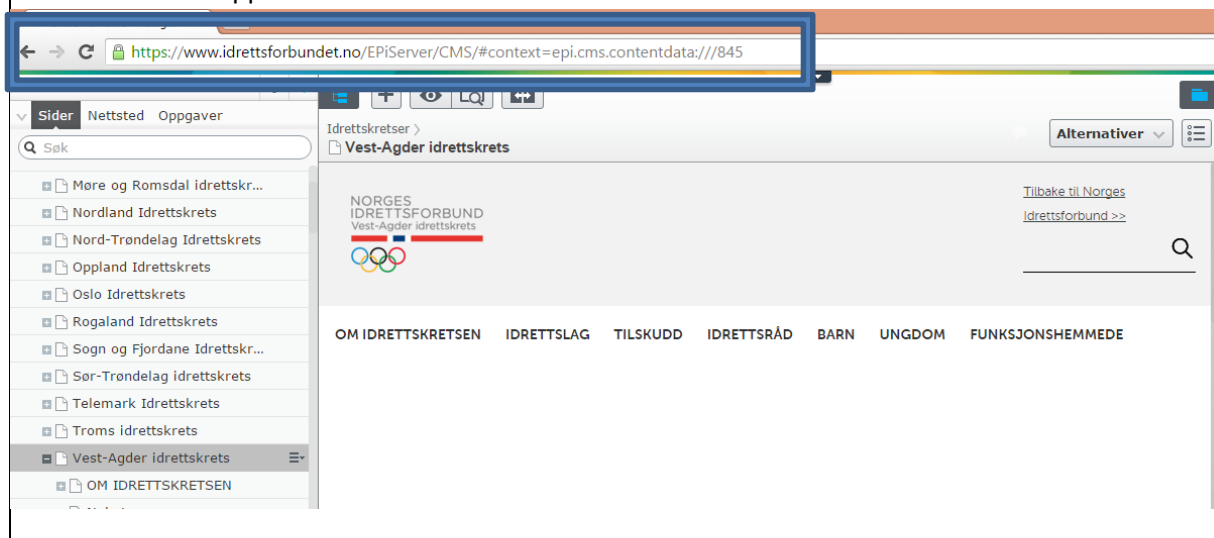 https://www.idrettsforbundet.no/EPiServer/CMS/#context=epi.cms.contentdata:///845
Sider Nettsted Oppgaver
Søk
Møre og Romsdal idrettskr...
Nordland Idrettskrets
Nord-Trøndelag Idrettskrets
Oppland Idrettskrets
Oslo Idrettskrets
Rogaland Idrettskrets
Sogn og Fjordane Idrettskr...
Sør-Trøndelag idrettskrets
Telemark Idrettskrets
Troms idrettskrets
Vest-Agder idrettskrets
OM IDRETTSKRETSEN
Idrettskretser
Vest-Agder idrettskrets
Alternativer
NORGES
IDRETTSFORBUND
Vest-Agder idrettskrets
Tilbake til Norges
Idrettsforbund >>
OM IDRETTSKRETSEN IDRETTSLAG TILSKUDD IDRETTSRÅD BARN UNGDOM FUNKSJONSHEMMEDE